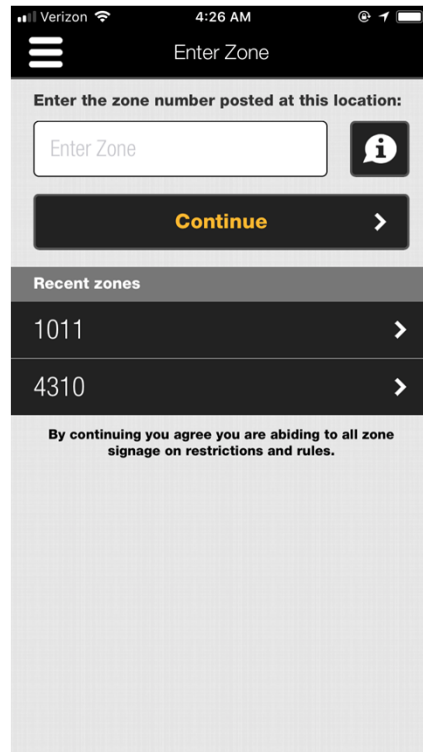 Verizon 4:26 AM
Enter Zone
Enter the zone number posted at this location:
Enter Zone
Continue
Recent zones
1011
4310
By continuing you agree you are abiding to all zone
signage on restrictions and rules.